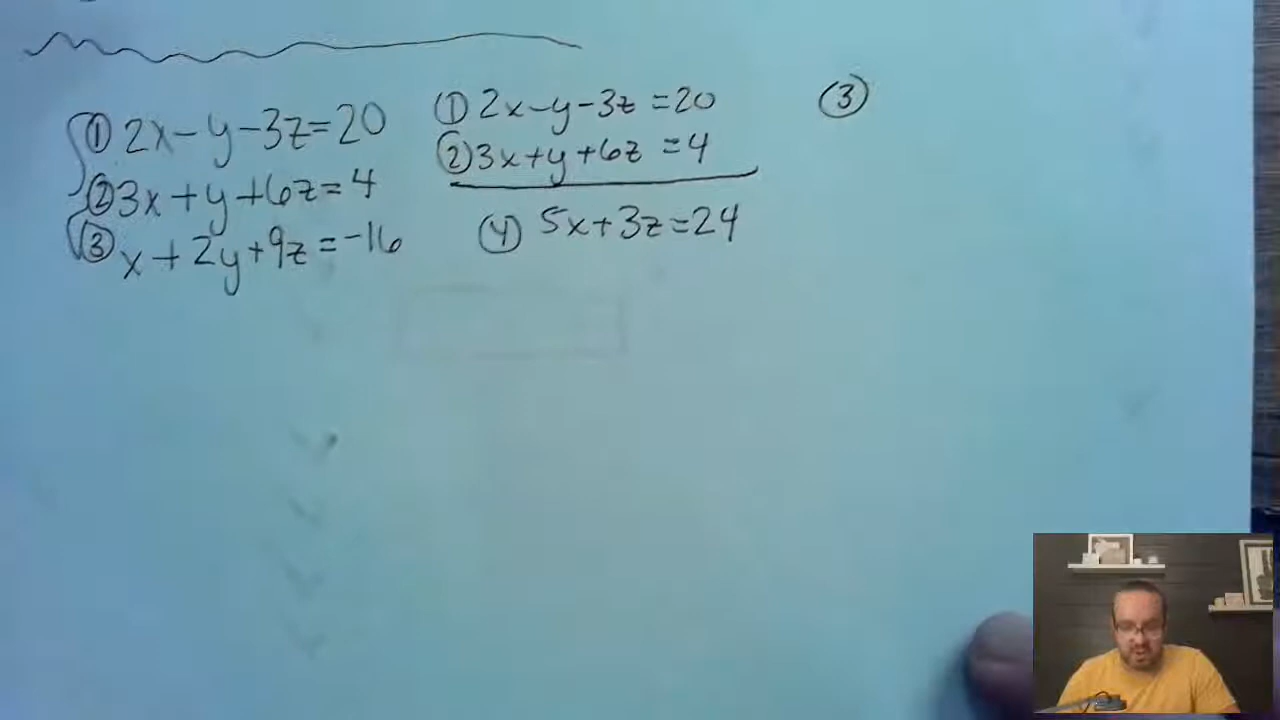 ① 2x-y-3z=20
② 3x+y+6z=4
③ x+2y+9z=-16
① 2x-y-3z=20
② 3x+y+6z=4
④ 5x+3z=24
③